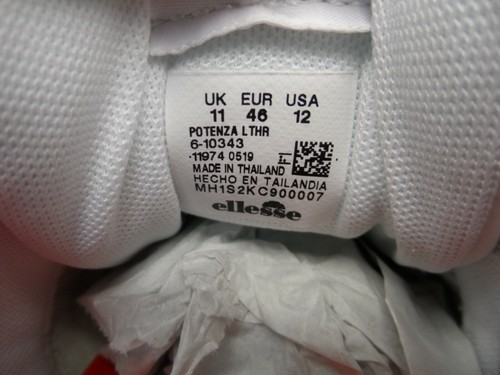 UK EUR USA
11 46 12
POTENZA LTHR
6-10343
11974 0519
FT
MADE IN THAILAND
HECHO EN TAILANDIA
MH1S2KC900007
ellesse